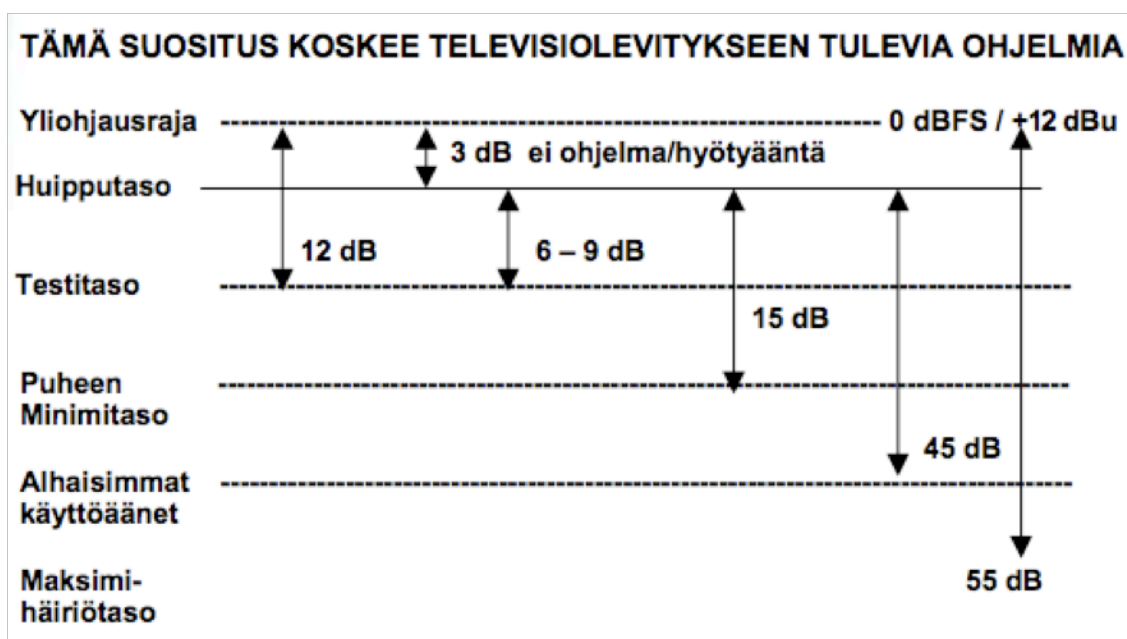 TÄMÄ SUOSITUS KOSKEE TELEVISIOLEVITYKSEEN TULEVIA OHJELMIA
Yliohjausraja 0 dBFS / +12 dBu
3 dB ei ohjelma/hyötyääntä
Huipputaso
12 dB 6 – 9 dB
Testitaso
15 dB
Puheen
Minimitaso
45 dB
Alhaisimmat
käyttöäänet
Maksimi-
häiriötaso
55 dB